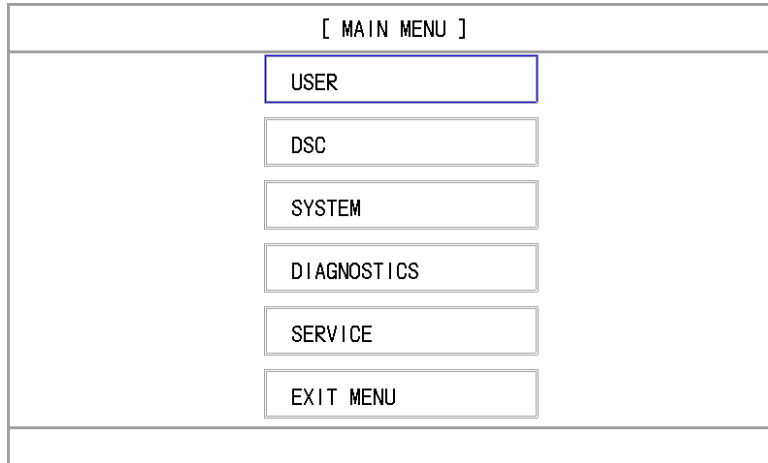 [ MAIN MENU ]
USER
DSC
SYSTEM
DIAGNOSTICS
SERVICE
EXIT MENU